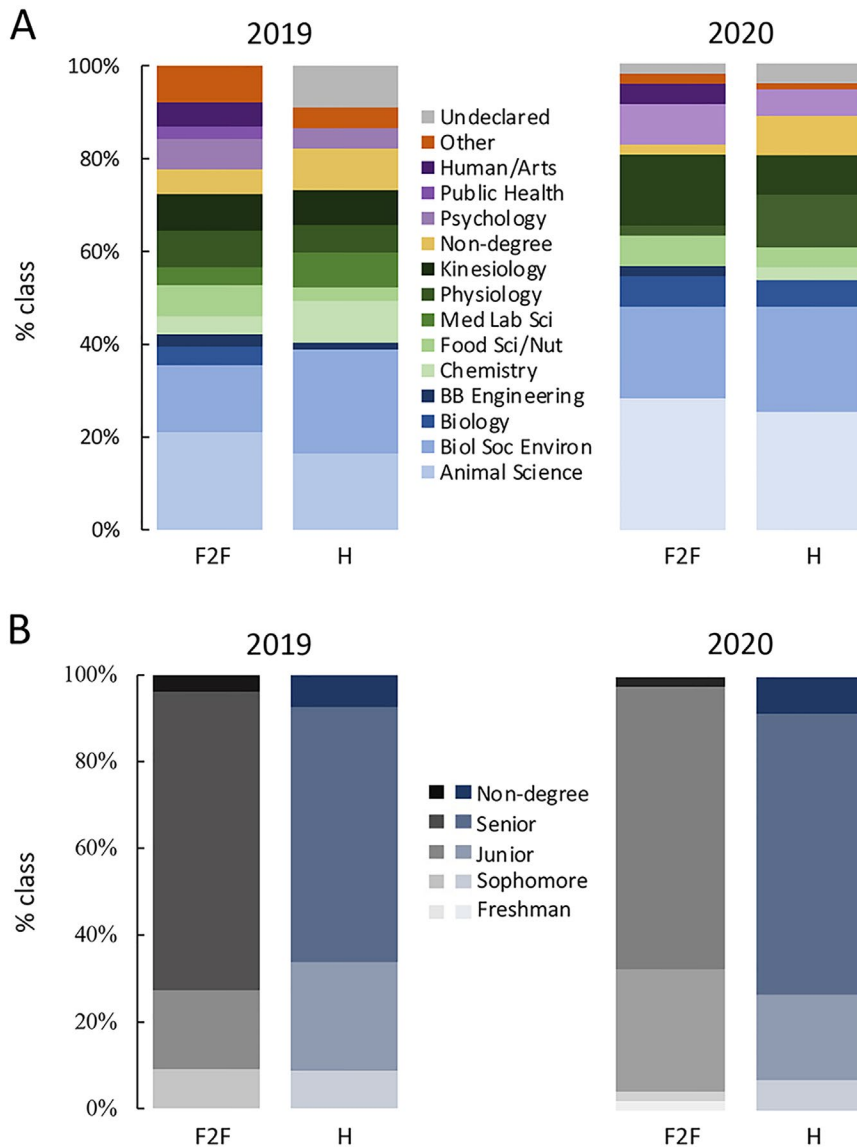 A
2019
2020
% class
100%
80%
60%
40%
20%
0%
F2F
H
Undeclared
Other
Human/Arts
Public Health
Psychology
Non-degree
Kinesiology
Physiology
Med Lab Sci
Food Sci/Nut
Chemistry
BB Engineering
Biology
Biol Soc Environ
Animal Science
F2F
H
B
2019
2020
% class
100%
80%
60%
40%
20%
0%
F2F
H
Non-degree
Senior
Junior
Sophomore
Freshman
F2F
H